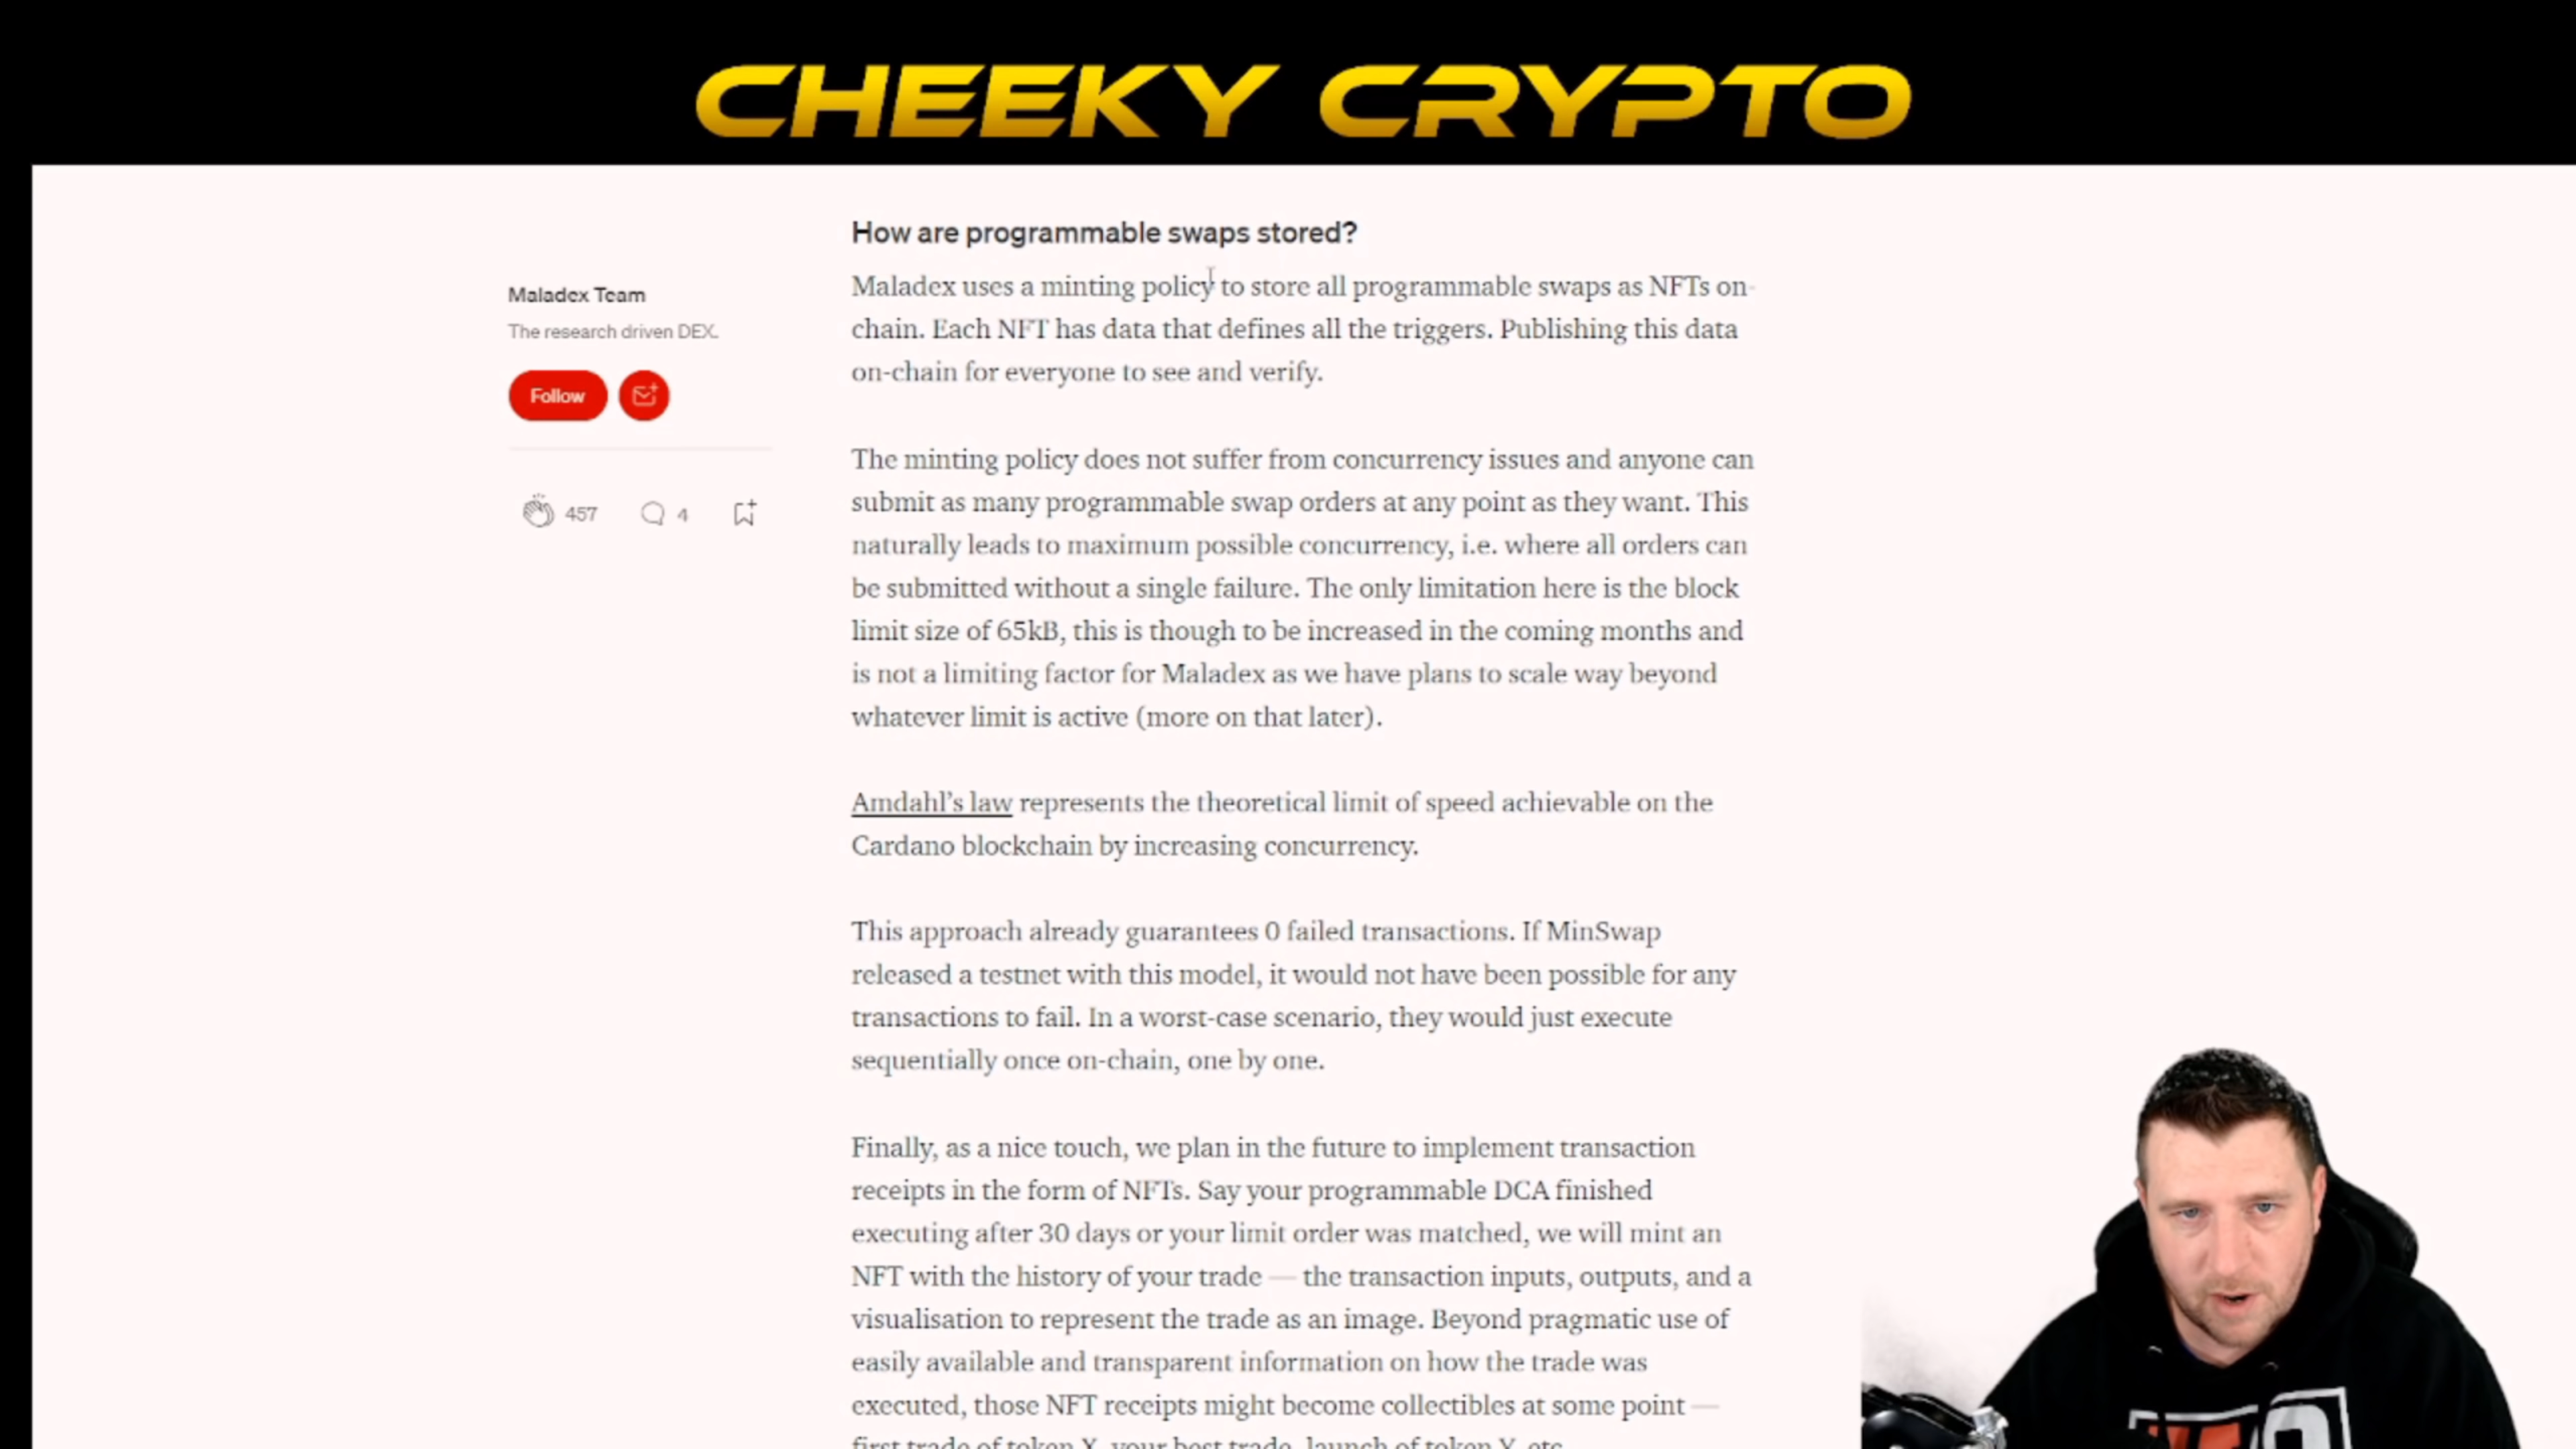 CHEEKY CRYPTO
How are programmable swaps stored?
Maladex Team
The research driven DEX.
Follow
457
4
Maladex uses a minting policy to store all programmable swaps as NFTs on-
chain. Each NFT has data that defines all the triggers. Publishing this data
on-chain for everyone to see and verify.
The minting policy does not suffer from concurrency issues and anyone can
submit as many programmable swap orders at any point as they want. This
naturally leads to maximum possible concurrency, i.e. where all orders can
be submitted without a single failure. The only limitation here is the block
limit size of 65kB, this is though to be increased in the coming months and
is not a limiting factor for Maladex as we have plans to scale way beyond
whatever limit is active (more on that later).
Amdahl's law represents the theoretical limit of speed achievable on the
Cardano blockchain by increasing concurrency.
This approach already guarantees 0 failed transactions. If MinSwap
released a testnet with this model, it would not have been possible for any
transactions to fail. In a worst-case scenario, they would just execute
sequentially once on-chain, one by one.
Finally, as a nice touch, we plan in the future to implement transaction
receipts in the form of NFTs. Say your programmable DCA finished
executing after 30 days or your limit order was matched, we will mint an
NFT with the history of your trade — the transaction inputs, outputs, and a
visualisation to represent the trade as an image. Beyond pragmatic use of
easily available and transparent information on how the trade was
executed, those NFT receipts might become collectibles at some point —
first trade of token X, your best trade, launch of token Y, etc.